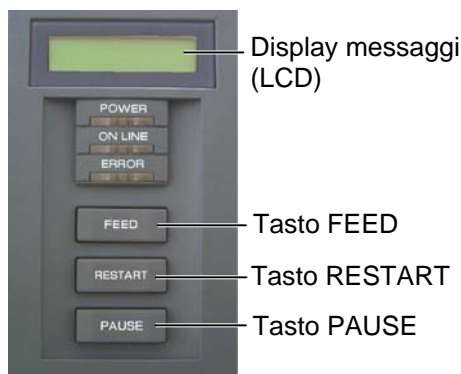 Display messaggi
(LCD)
POWER
ON LINE
ERROR
FEED
Tasto FEED
RESTART
Tasto RESTART
PAUSE
Tasto PAUSE